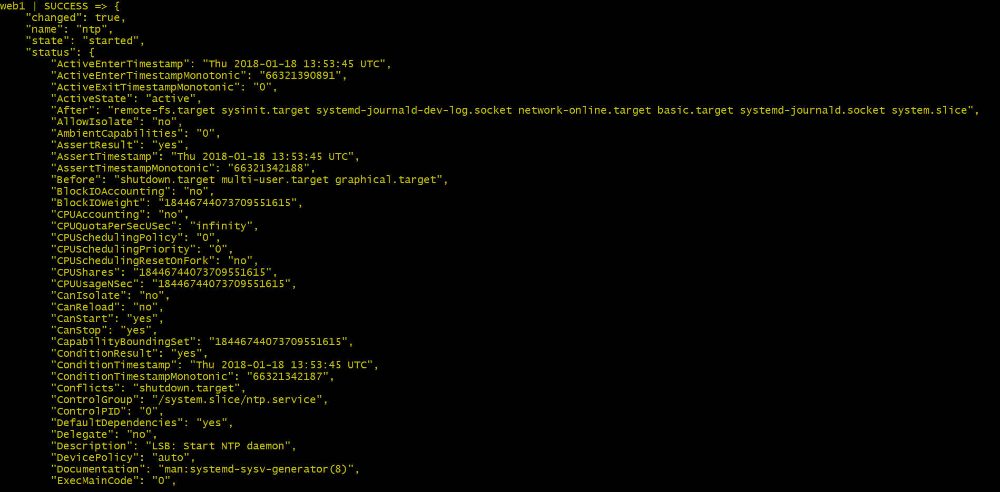 web1 | SUCCESS => {
    "changed": true,
    "name": "ntp",
    "state": "started",
    "status": {
        "ActiveEnterTimestamp": "Thu 2018-01-18 13:53:45 UTC",
        "ActiveEnterTimestampMonotonic": "66321390891",
        "ActiveExitTimestampMonotonic": "0",
        "ActiveState": "active",
        "After": "remote-fs.target sysinit.target systemd-journald-dev-log.socket network-online.target basic.target systemd-journald.socket system.slice",
        "AllowIsolate": "no",
        "AmbientCapabilities": "0",
        "AssertResult": "yes",
        "AssertTimestamp": "Thu 2018-01-18 13:53:45 UTC",
        "AssertTimestampMonotonic": "66321342188",
        "Before": "shutdown.target multi-user.target graphical.target",
        "BlockIOAccounting": "no",
        "BlockIOWeight": "18446744073709551615",
        "CPUAccounting": "no",
        "CPUQuotaPerSecUSec": "infinity",
        "CPUSchedulingPolicy": "0",
        "CPUSchedulingPriority": "0",
        "CPUSchedulingResetOnFork": "no",
        "CPUShares": "18446744073709551615",
        "CPUUsageNSec": "18446744073709551615",
        "CanIsolate": "no",
        "CanReload": "no",
        "CanStart": "yes",
        "CanStop": "yes",
        "CapabilityBoundingSet": "18446744073709551615",
        "ConditionResult": "yes",
        "ConditionTimestamp": "Thu 2018-01-18 13:53:45 UTC",
        "ConditionTimestampMonotonic": "66321342187",
        "Conflicts": "shutdown.target",
        "ControlGroup": "/system.slice/ntp.service",
        "ControlPID": "0",
        "DefaultDependencies": "yes",
        "Delegate": "no",
        "Description": "LSB: Start NTP daemon",
        "DevicePolicy": "auto",
        "Documentation": "man:systemd-sysv-generator(8)",
        "ExecMainCode": "0",